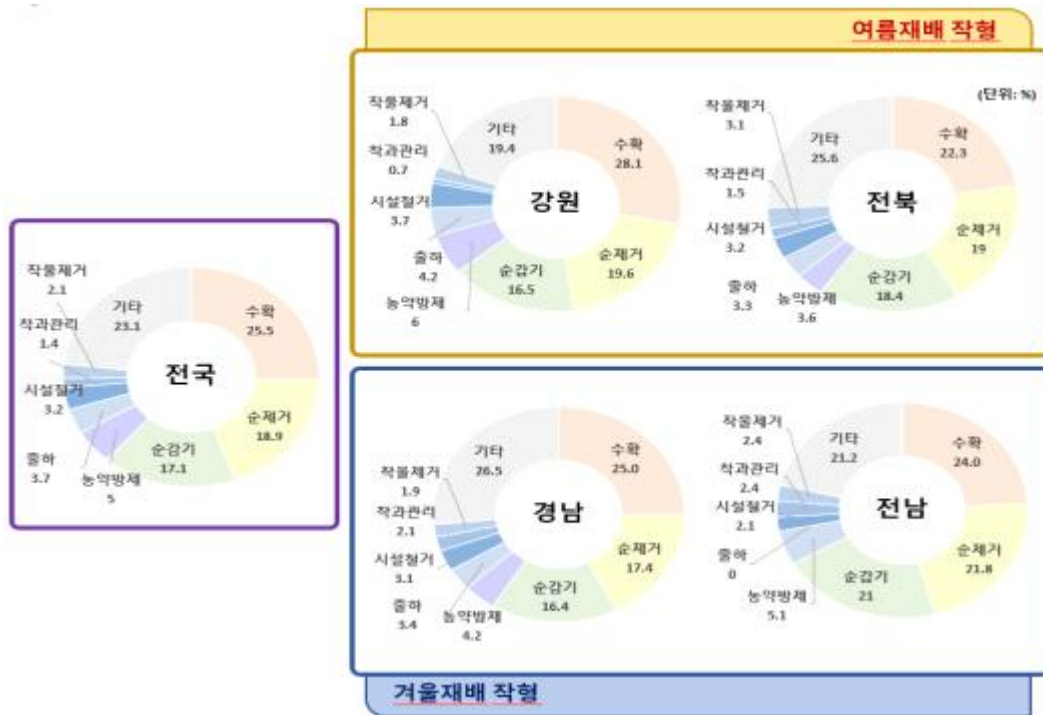 여름재배 작형
(단위: %)
작물제거
1.8
착과관리
0.7
시설철거
3.7
출하
4.2
농약방제
6
기타
19.4
수확
28.1
강원
순제거
19.6
순감기
16.5
작물제거
3.1
착과관리
1.5
시설철거
3.2
출하
3.3
농약방제
3.6
기타
25.6
수확
22.3
전북
순제거
19
순감기
18.4
작물제거
2.1
착과관리
1.4
시설철거
3.2
출하
3.7
농약방제
5
기타
23.1
수확
25.5
전국
순제거
18.9
순감기
17.1
작물제거
1.9
착과관리
2.1
시설철거
3.1
출하
3.4
농약방제
4.2
기타
26.5
수확
25.0
경남
순제거
17.4
순감기
16.4
작물제거
2.4
착과관리
2.4
시설철거
2.1
출하
0
농약방제
5.1
기타
21.2
수확
24.0
전남
순제거
21.8
순감기
21
겨울재배 작형